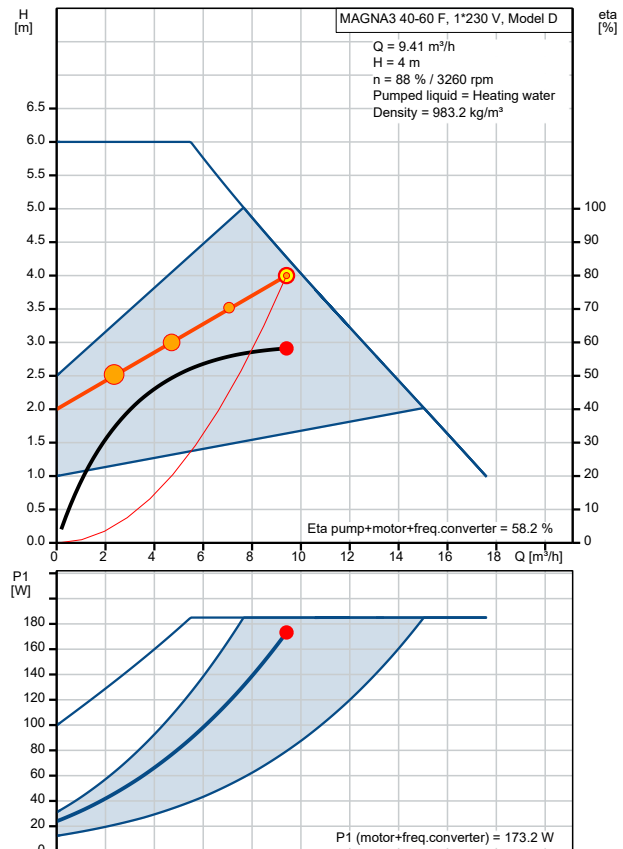 H
[m]
eta
[%]
MAGNA3 40-60 F, 1*230 V, Model D
Q = 9.41 m³/h
H = 4 m
n = 88 % / 3260 rpm
Pumped liquid = Heating water
Density = 983.2 kg/m³
6.5
6.0
5.5
5.0
4.5
4.0
3.5
3.0
2.5
2.0
1.5
1.0
0.5
0.0
100
90
80
70
60
50
40
30
20
10
0
Eta pump+motor+freq.converter = 58.2 %
0 2 4 6 8 10 12 14 16 Q [m³/h]
P1
[W]
180
160
140
120
100
80
60
40
20
0
P1 (motor+freq.converter) = 173.2 W